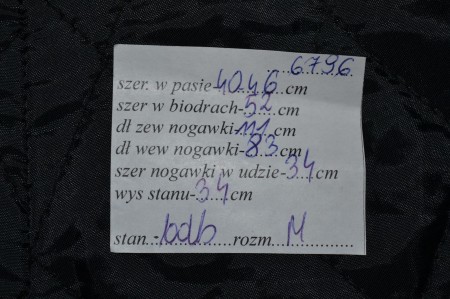 6796
szer. w pasie-40.46 cm
szer w biodrach-52 cm
dł zew nogawki-111 cm
dł wew nogawki-83 cm
szer nogawki w udzie-34 cm
wys stanu-34 cm
stan.-bdb rozm. M